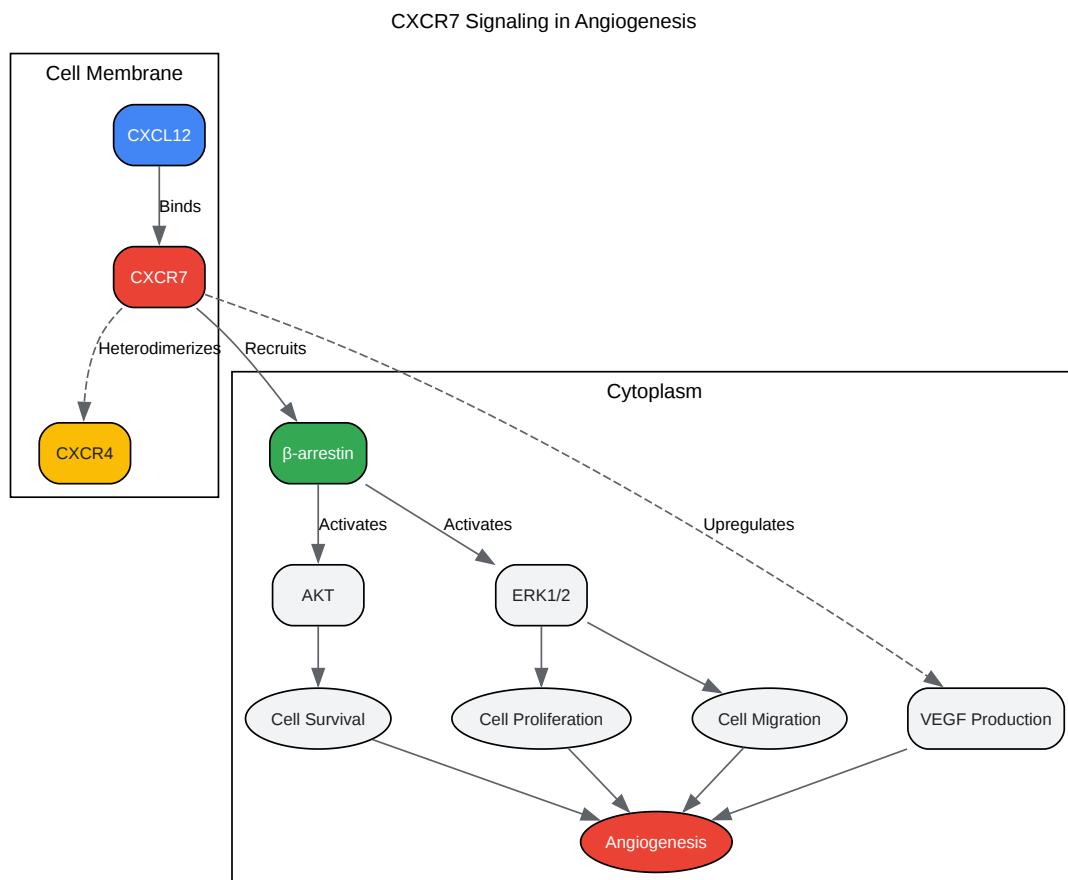 CXCR7 Signaling in Angiogenesis
Cell Membrane
CXCL12
Binds
CXCR7
Heterodimerizes
Recruits
Cytoplasm
CXCR4
β-arrestin
Activates
Activates
Upregulates
AKT
ERK1/2
Cell Survival
Cell Proliferation
Cell Migration
VEGF Production
Angiogenesis